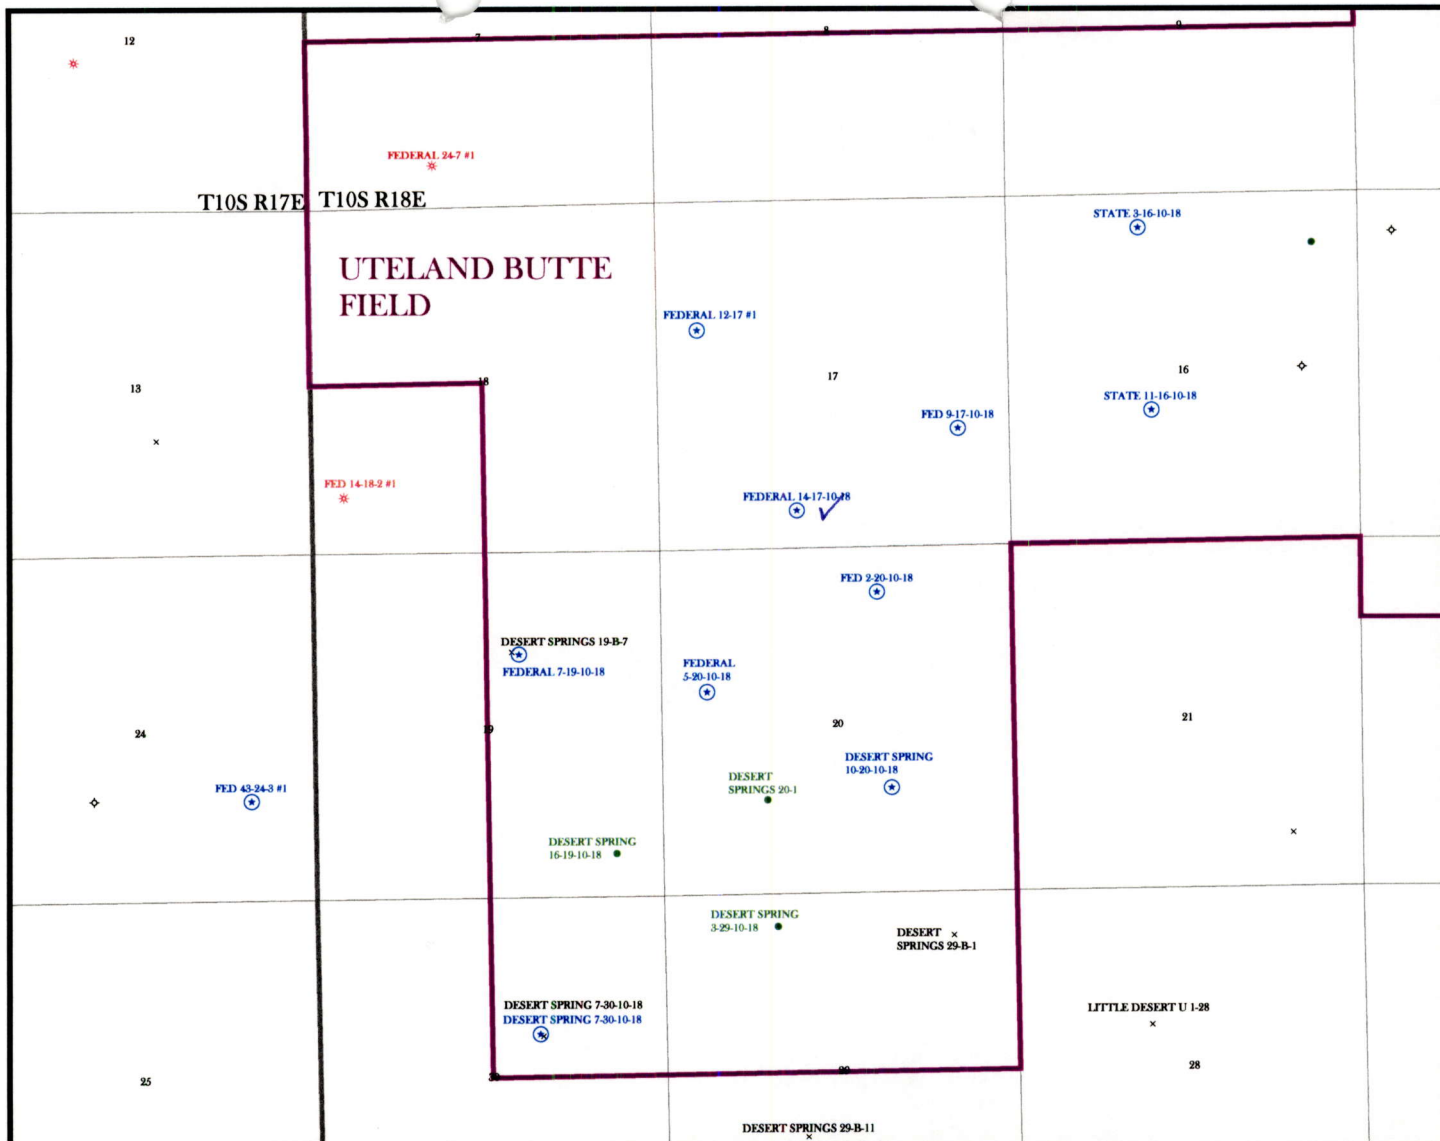 12
7
8
9
FEDERAL 24-7 #1
T10S R17E
T10S R18E
STATE 3-16-10-18
UTELAND BUTTE
FIELD
FEDERAL 12-17 #1
13
18
17
16
STATE 11-16-10-18
FED 9-17-10-18
FED 14-18-2 #1
FEDERAL 14-17-10-18
FED 2-20-10-18
DESERT SPRINGS 19-B-7
FEDERAL 7-19-10-18
FEDERAL
5-20-10-18
24
19
20
21
DESERT SPRING
10-20-10-18
DESERT
SPRINGS 20-1
FED 43-24-3 #1
DESERT SPRING
16-19-10-18
DESERT SPRING
3-29-10-18
DESERT
SPRINGS 29-B-1
DESERT SPRING 7-30-10-18
DESERT SPRING 7-30-10-18
LITTLE DESERT U 1-28
25
30
29
28
DESERT SPRINGS 29-B-11